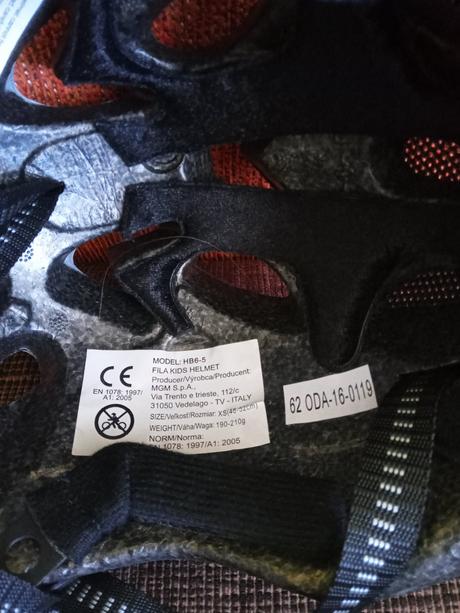 MODEL: HB6-5
FILA KIDS HELMET
Producer/Výrobca/Producent:
MGM S.p.A.,
Via Trento e trieste, 112/c
31050 Vedelago - TV - ITALY
SIZE/Veľkosť/Rozmiar: XS(46-52cm)
WEIGHT/Váha/Waga: 190-210g
NORM/Norma:
EN 1078: 1997/A1: 2005
CE
EN 1078: 1997/
A1: 2005
62 ODA-16-0119